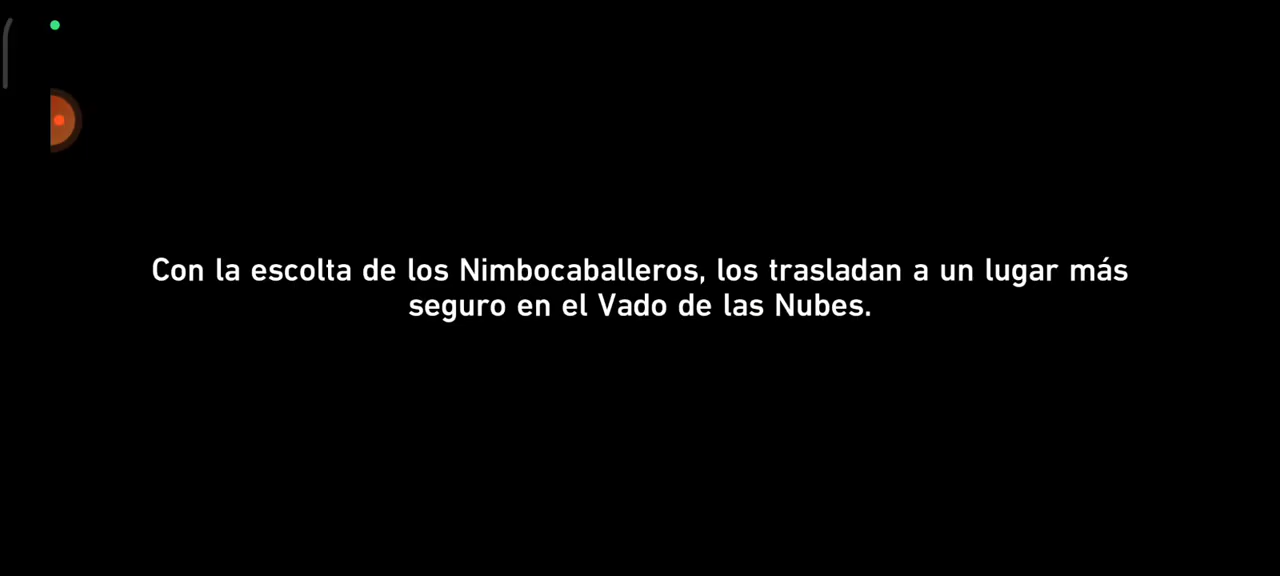 Con la escolta de los Nimbocaballeros, los trasladan a un lugar más
seguro en el Vado de las Nubes.